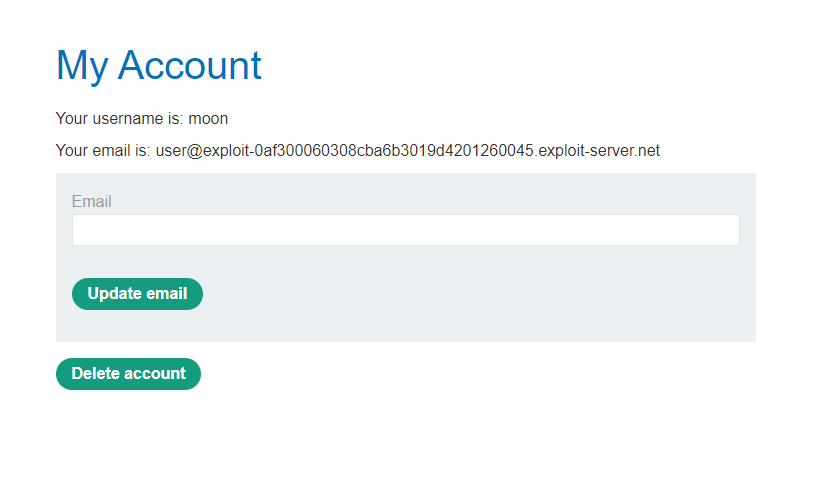 My Account
Your username is: moon
Your email is: user@exploit-0af300060308cba6b3019d4201260045.exploit-server.net
Email
Update email
Delete account